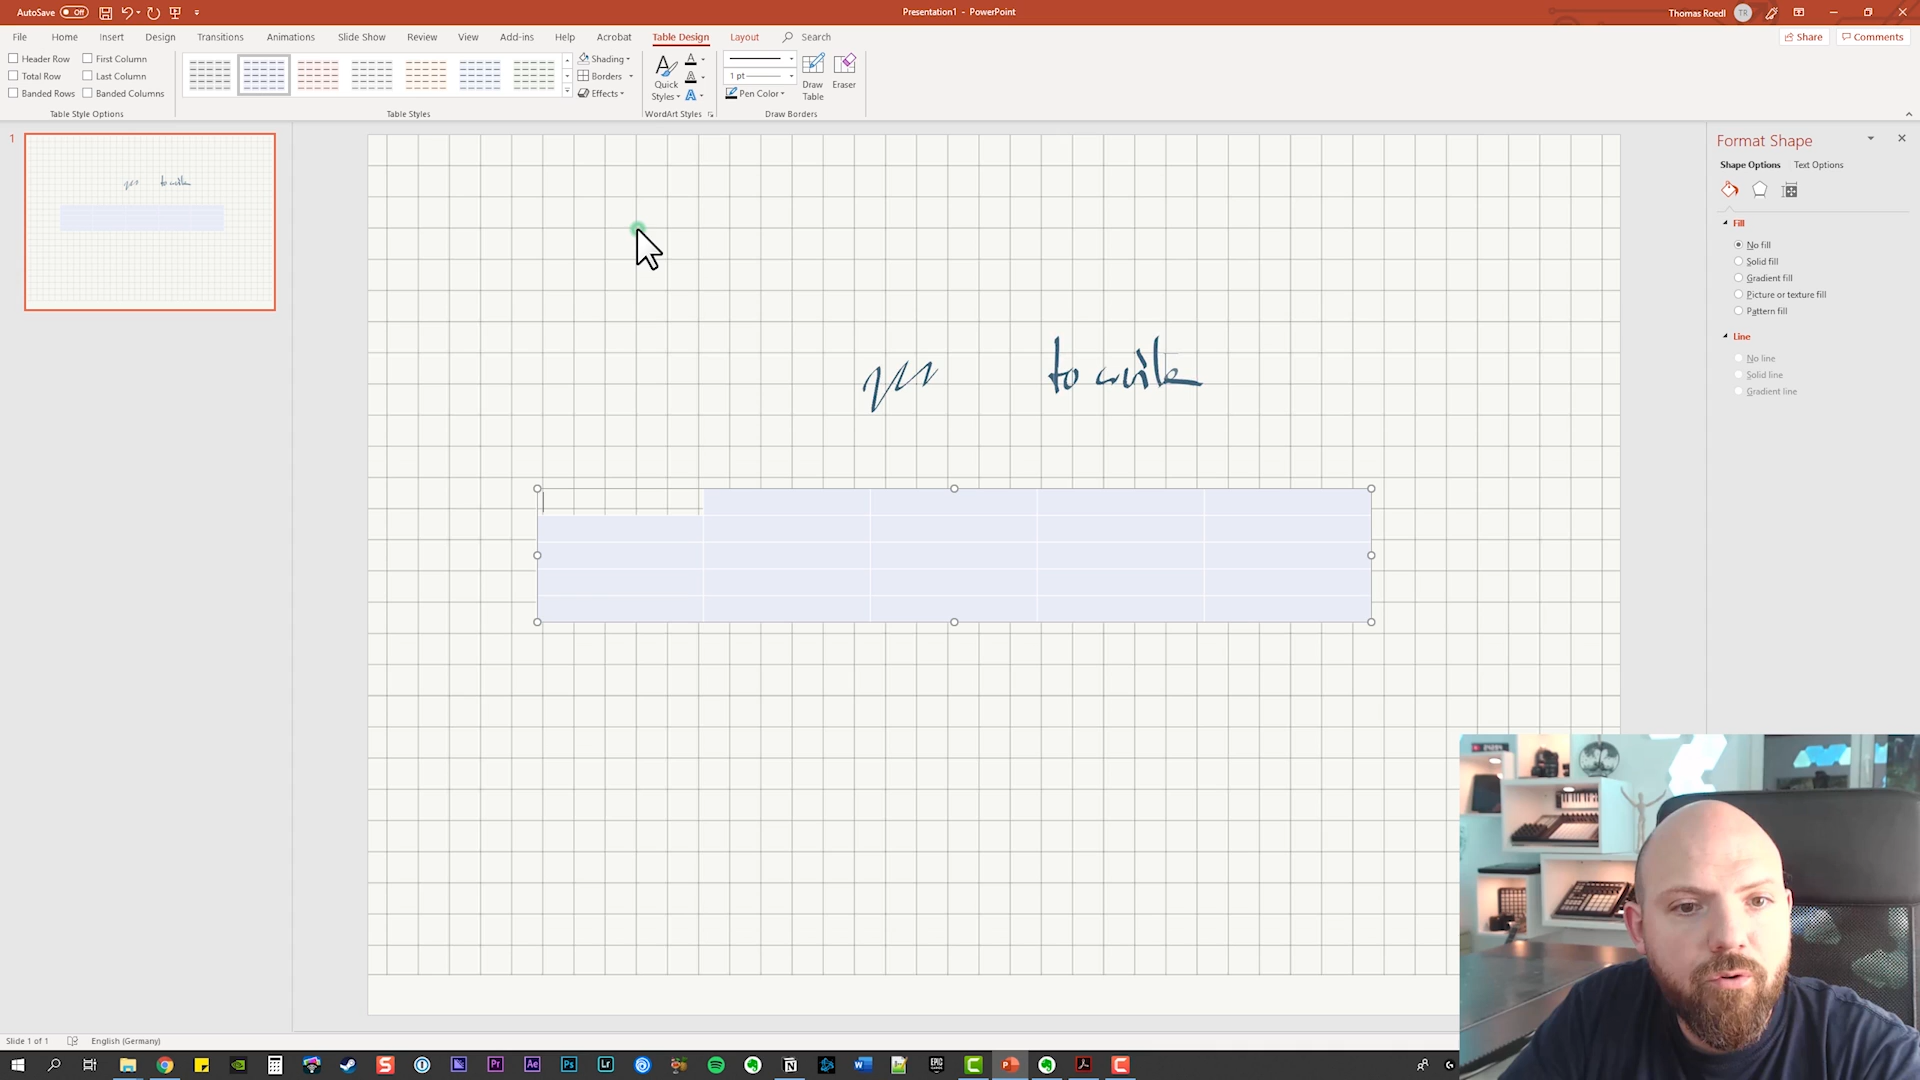 AutoSave Off
Presentation1 - PowerPoint
Thomas Roedl TR
File Home Insert Design Transitions Animations Slide Show Review View Add-ins Help Acrobat Table Design Layout Search
Share Comments
Header Row First Column
Total Row Last Column
Banded Rows Banded Columns
Table Style Options
Table Styles
Shading
Borders
Effects
Quick Styles
WordArt Styles
1 pt
Pen Color
Draw Table
Eraser
Draw Borders
1
to write
Format Shape
Shape Options Text Options
Fill
No fill
Solid fill
Gradient fill
Picture or texture fill
Pattern fill
Line
No line
Solid line
Gradient line
Slide 1 of 1 English (Germany)